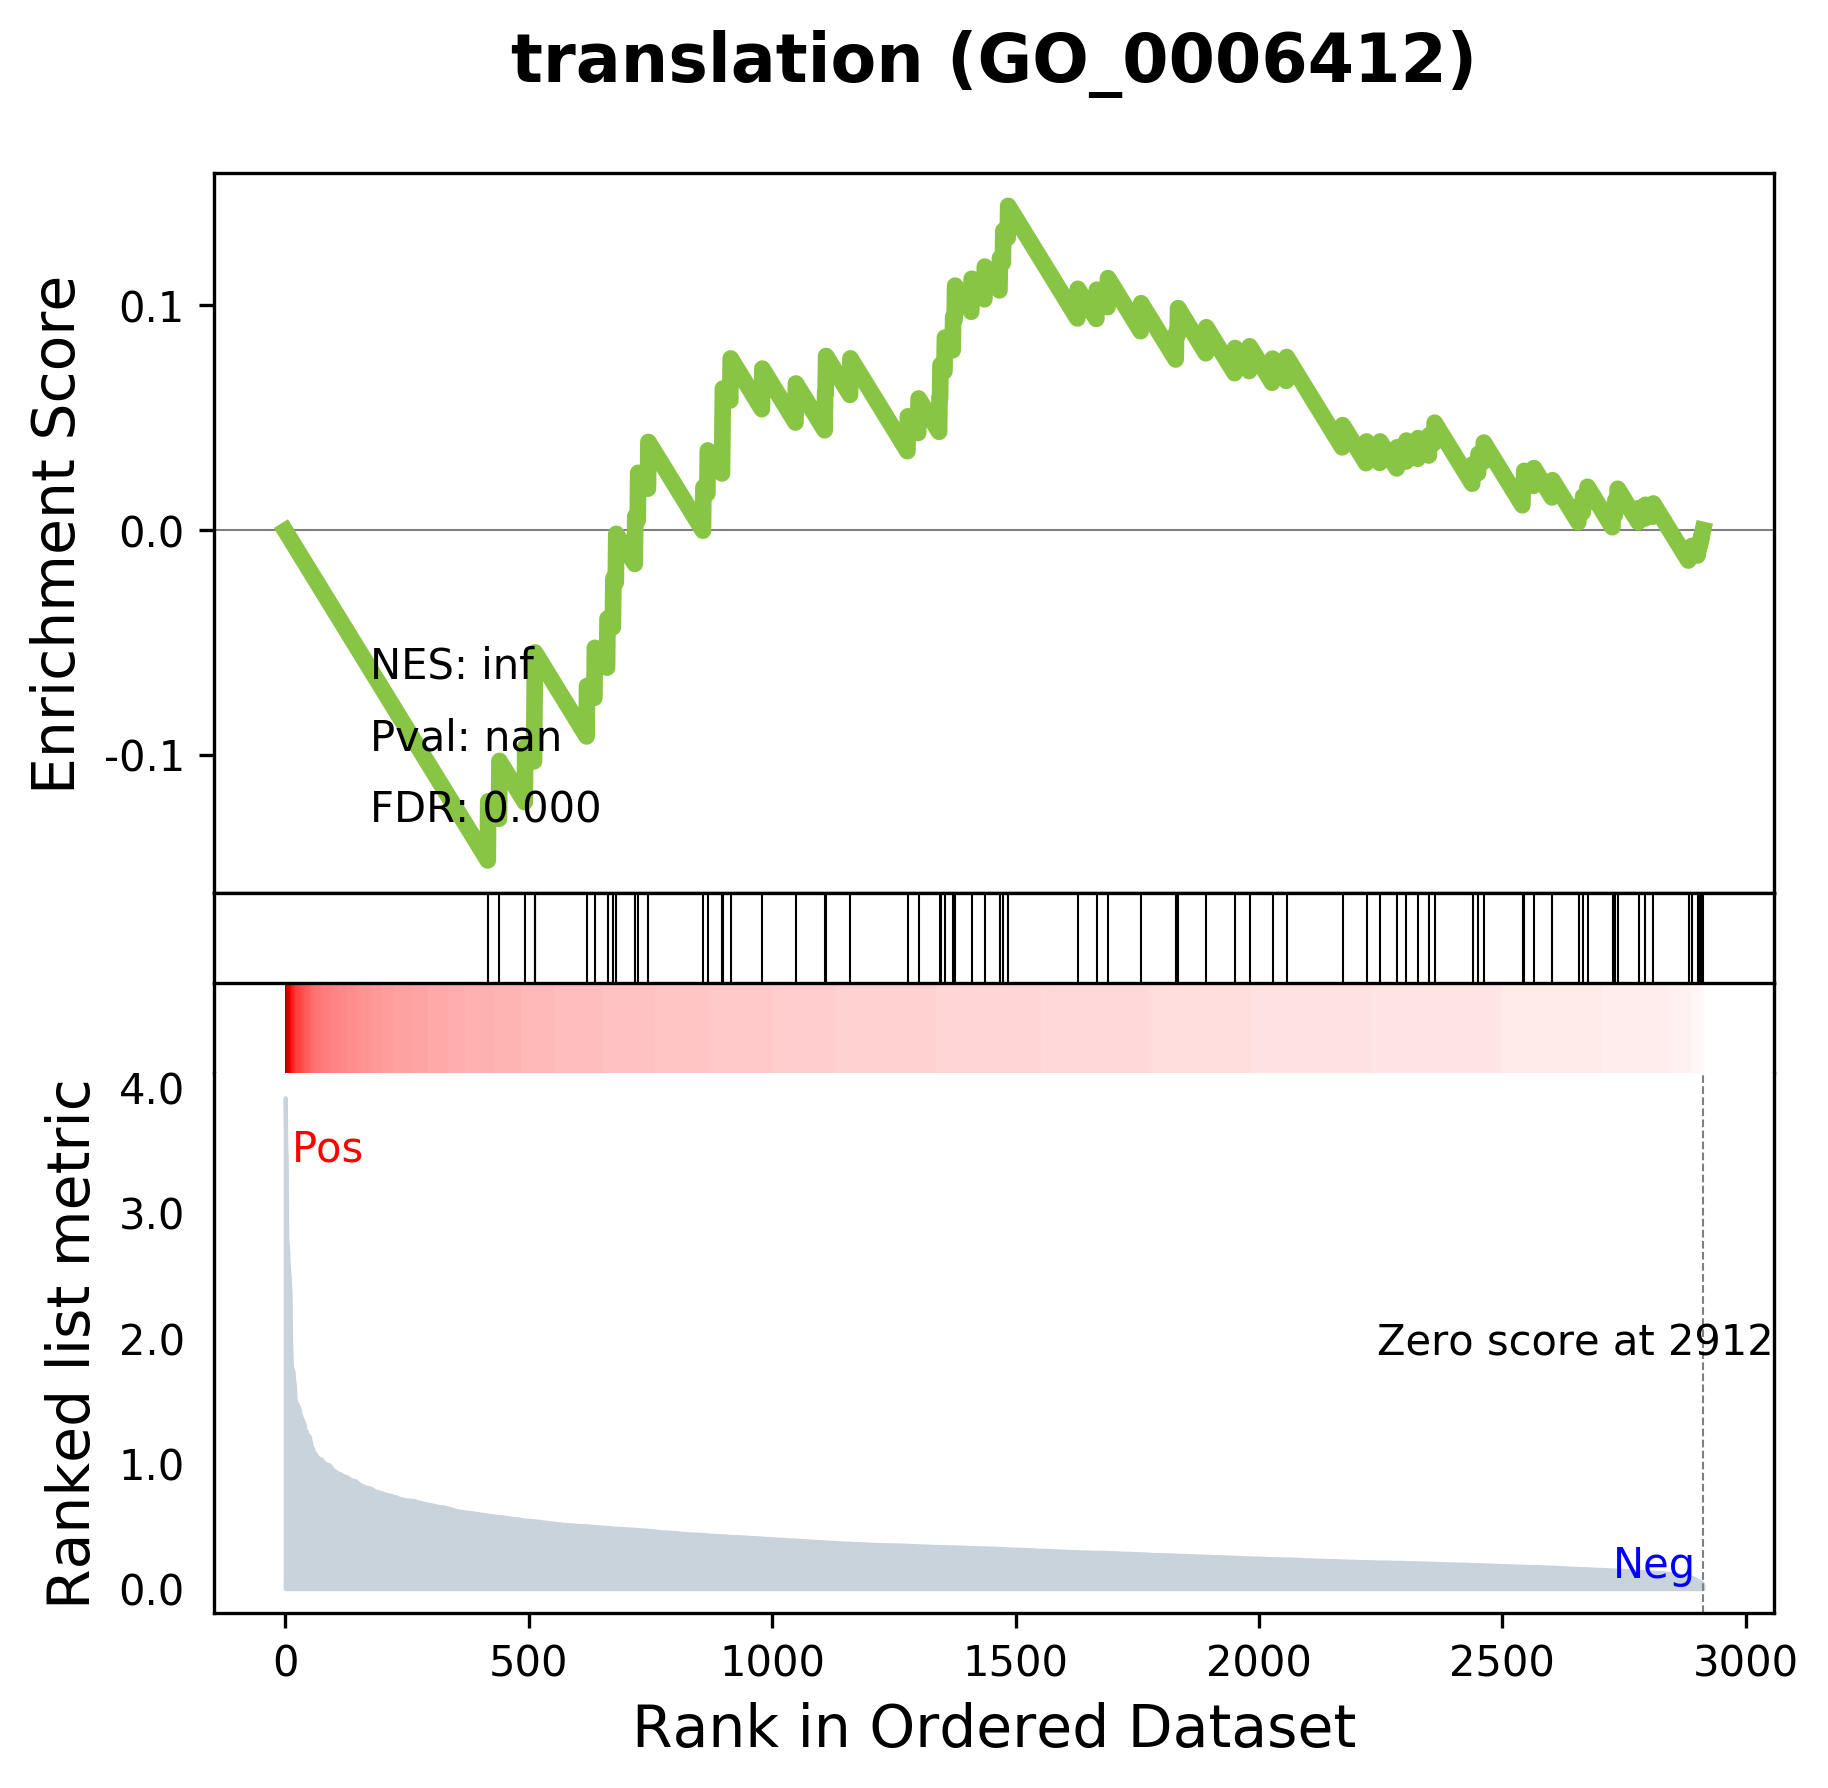 translation (GO_0006412)
Enrichment Score
0.1
0.0
-0.1
NES: inf
Pval: nan
FDR: 0.000
Ranked list metric
4.0
3.0
2.0
1.0
0.0
Pos
Zero score at 2912
Neg
0 500 1000 1500 2000 2500 3000
Rank in Ordered Dataset